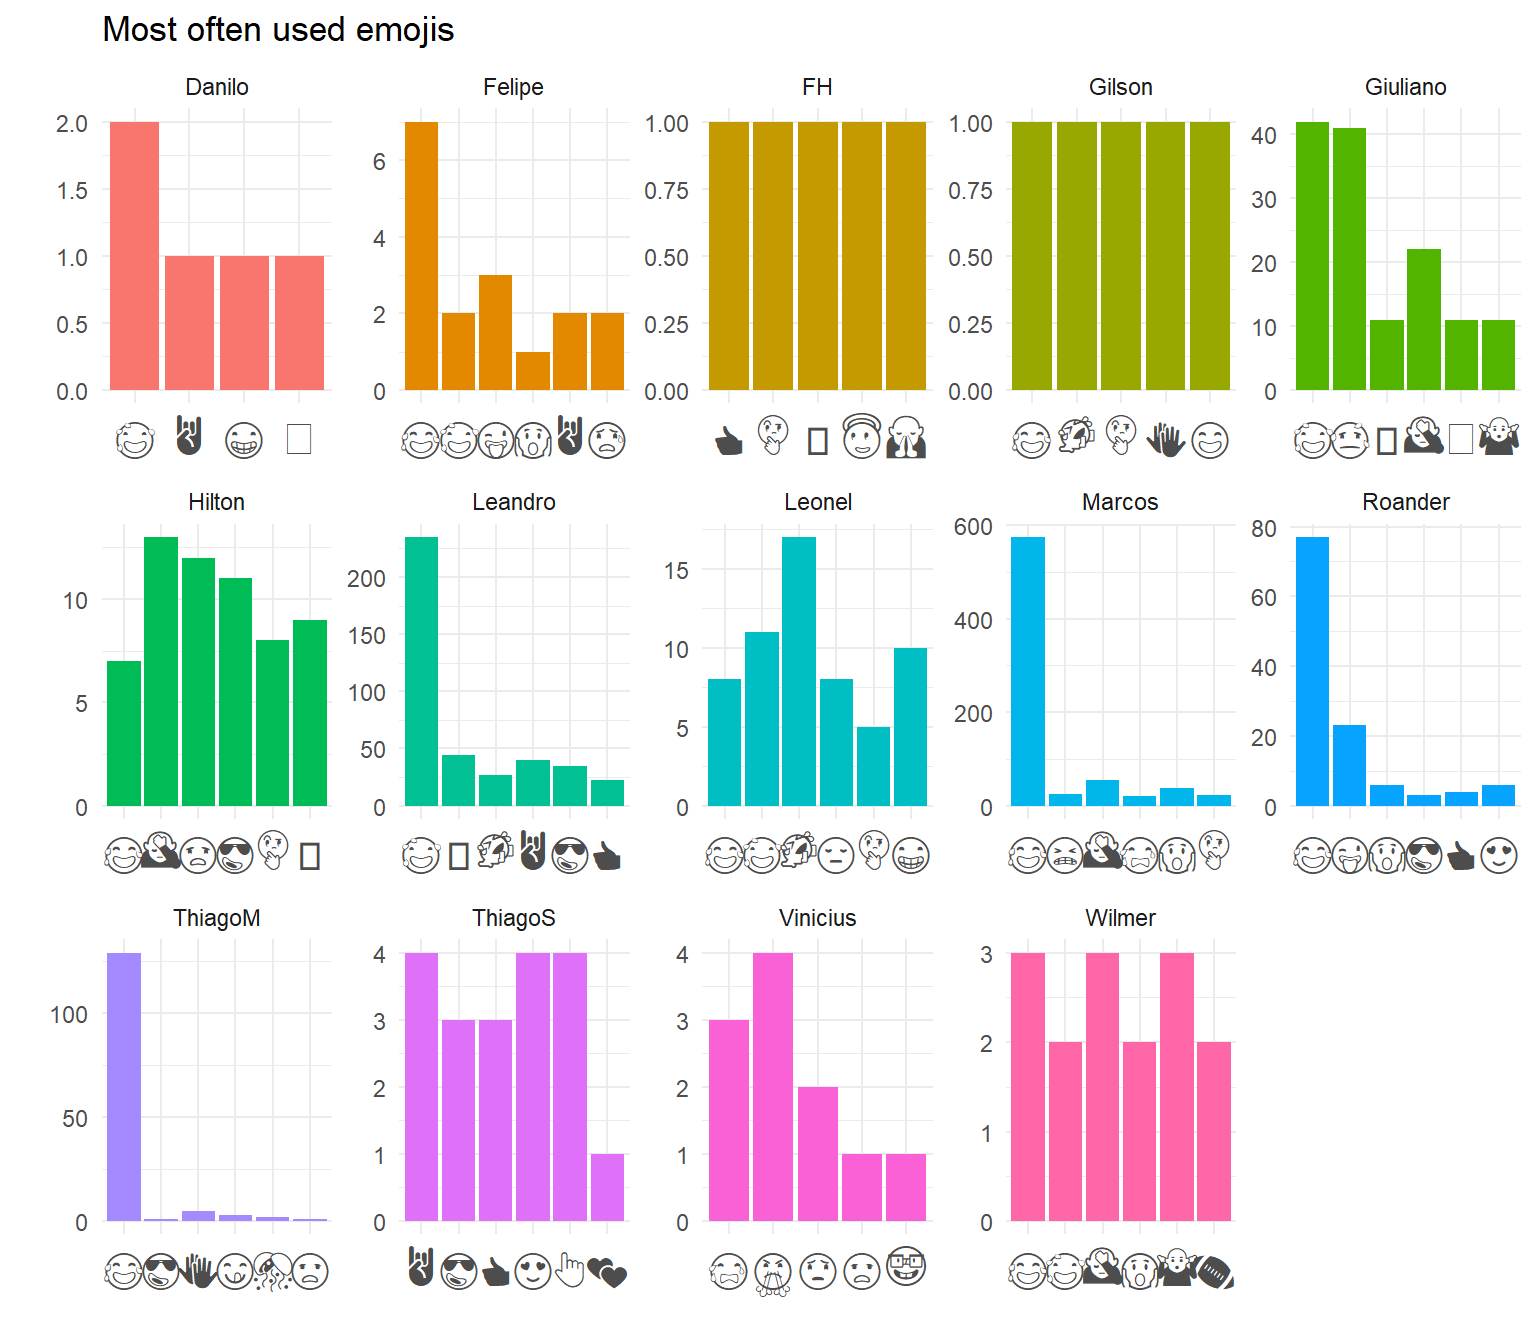 Most often used emojis
Danilo Felipe FH Gilson Giuliano
2.0 1.5 1.0 0.5 0.0
6 4 2 0
1.00 0.75 0.50 0.25 0.00
1.00 0.75 0.50 0.25 0.00
40 30 20 10 0
Hilton Leandro Leonel Marcos Roander
10 5 0
200 150 100 50 0
15 10 5 0
600 400 200 0
80 60 40 20 0
ThiagoM ThiagoS Vinicius Wilmer
100 50 0
4 3 2 1 0
4 3 2 1 0
3 2 1 0